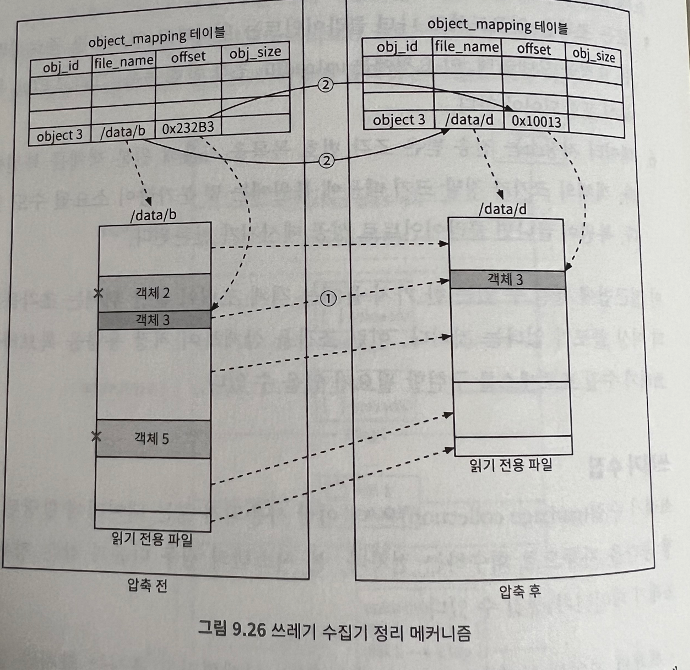 object_mapping 테이블
obj_id file_name offset obj_size
object 3 /data/b 0x232B3
/data/b
객체 2
객체 3
객체 5
읽기 전용 파일
압축 전
②
②
①
object_mapping 테이블
obj_id file_name offset obj_size
object 3 /data/d 0x10013
/data/d
객체 3
읽기 전용 파일
압축 후
그림 9.26 쓰레기 수집기 정리 메커니즘